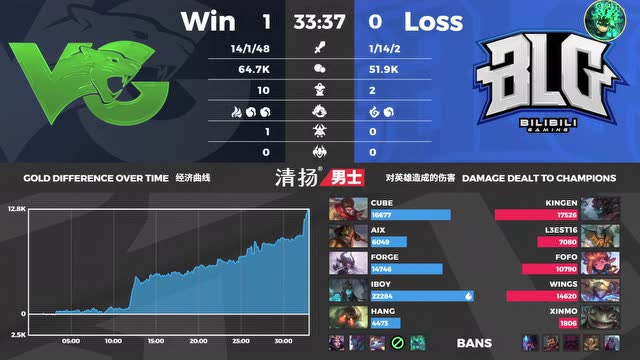 Win 1 33:37 0 Loss
14/1/48 1/14/2
64.7K 51.9K
10 2
1 0
0 0
VG
BLG
BILIBILI
GAMING
GOLD DIFFERENCE OVER TIME 经济曲线
清扬® 男士
对英雄造成的伤害 DAMAGE DEALT TO CHAMPIONS
12.8K
0
2.5K
05:00 10:00 15:00 20:00 25:00 30:00
CUBE KINGEN
16677 17526
AIX L3EST16
6049 7080
FORGE FOFO
14746 10790
IBOY WINGS
22284 14620
HANG XINMO
4473 1806
BANS